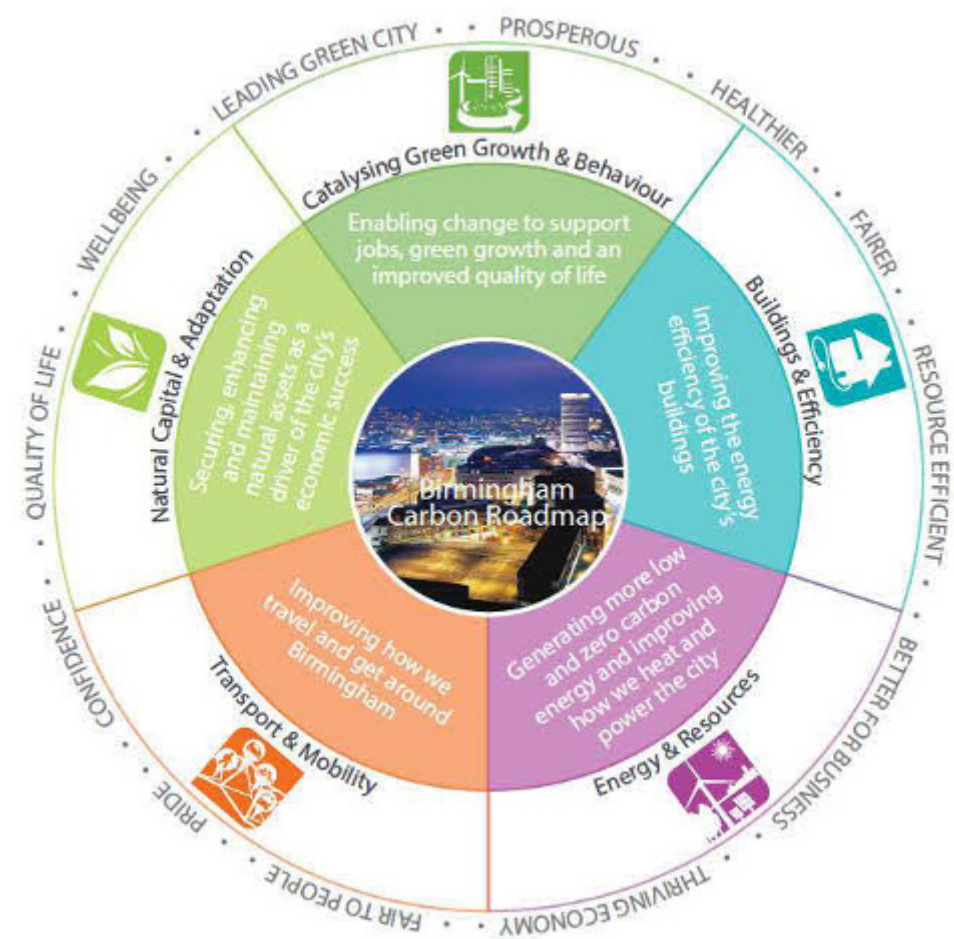 LEADING GREEN CITY
PROSPEROUS
HEALTHIER
FAIRER
RESOURCE EFFICIENT
BETTER FOR BUSINESS
THRIVING ECONOMY
FAIR TO PEOPLE
PRIDE
CONFIDENCE
QUALITY OF LIFE
WELLBEING
Catalysing Green Growth & Behaviour
Enabling change to support
jobs, green growth and an
improved quality of life
Buildings & Efficiency
Improving the energy
efficiency of the city's
buildings
Energy & Resources
Generating more low
and zero carbon
energy and improving
how we heat and
power the city
Transport & Mobility
Improving how we
travel and get around
Birmingham
Natural Capital & Adaptation
Securing, enhancing
and maintaining
natural assets as a
driver of the city's
economic success
Birmingham
Carbon Roadmap